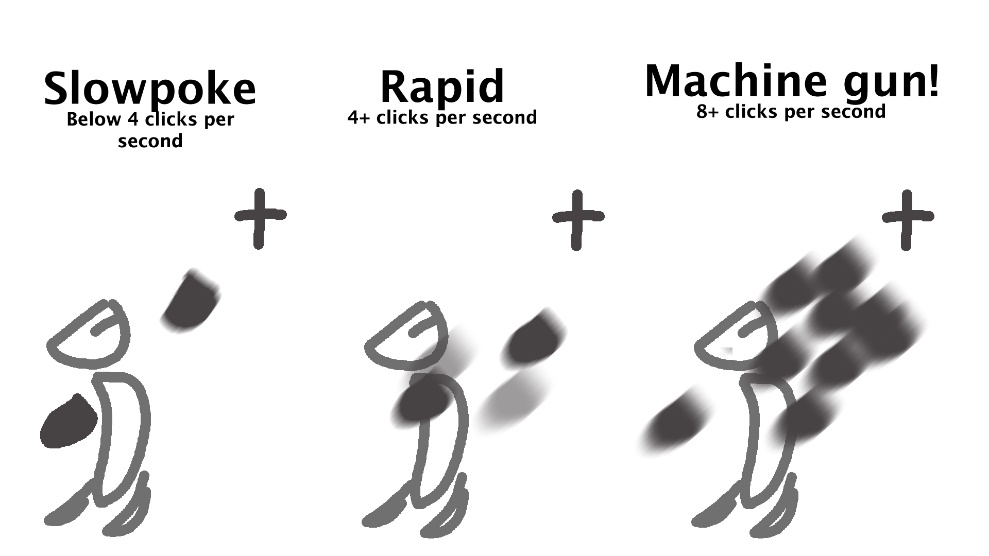 Slowpoke
Below 4 clicks per
second
Rapid
4+ clicks per second
Machine gun!
8+ clicks per second